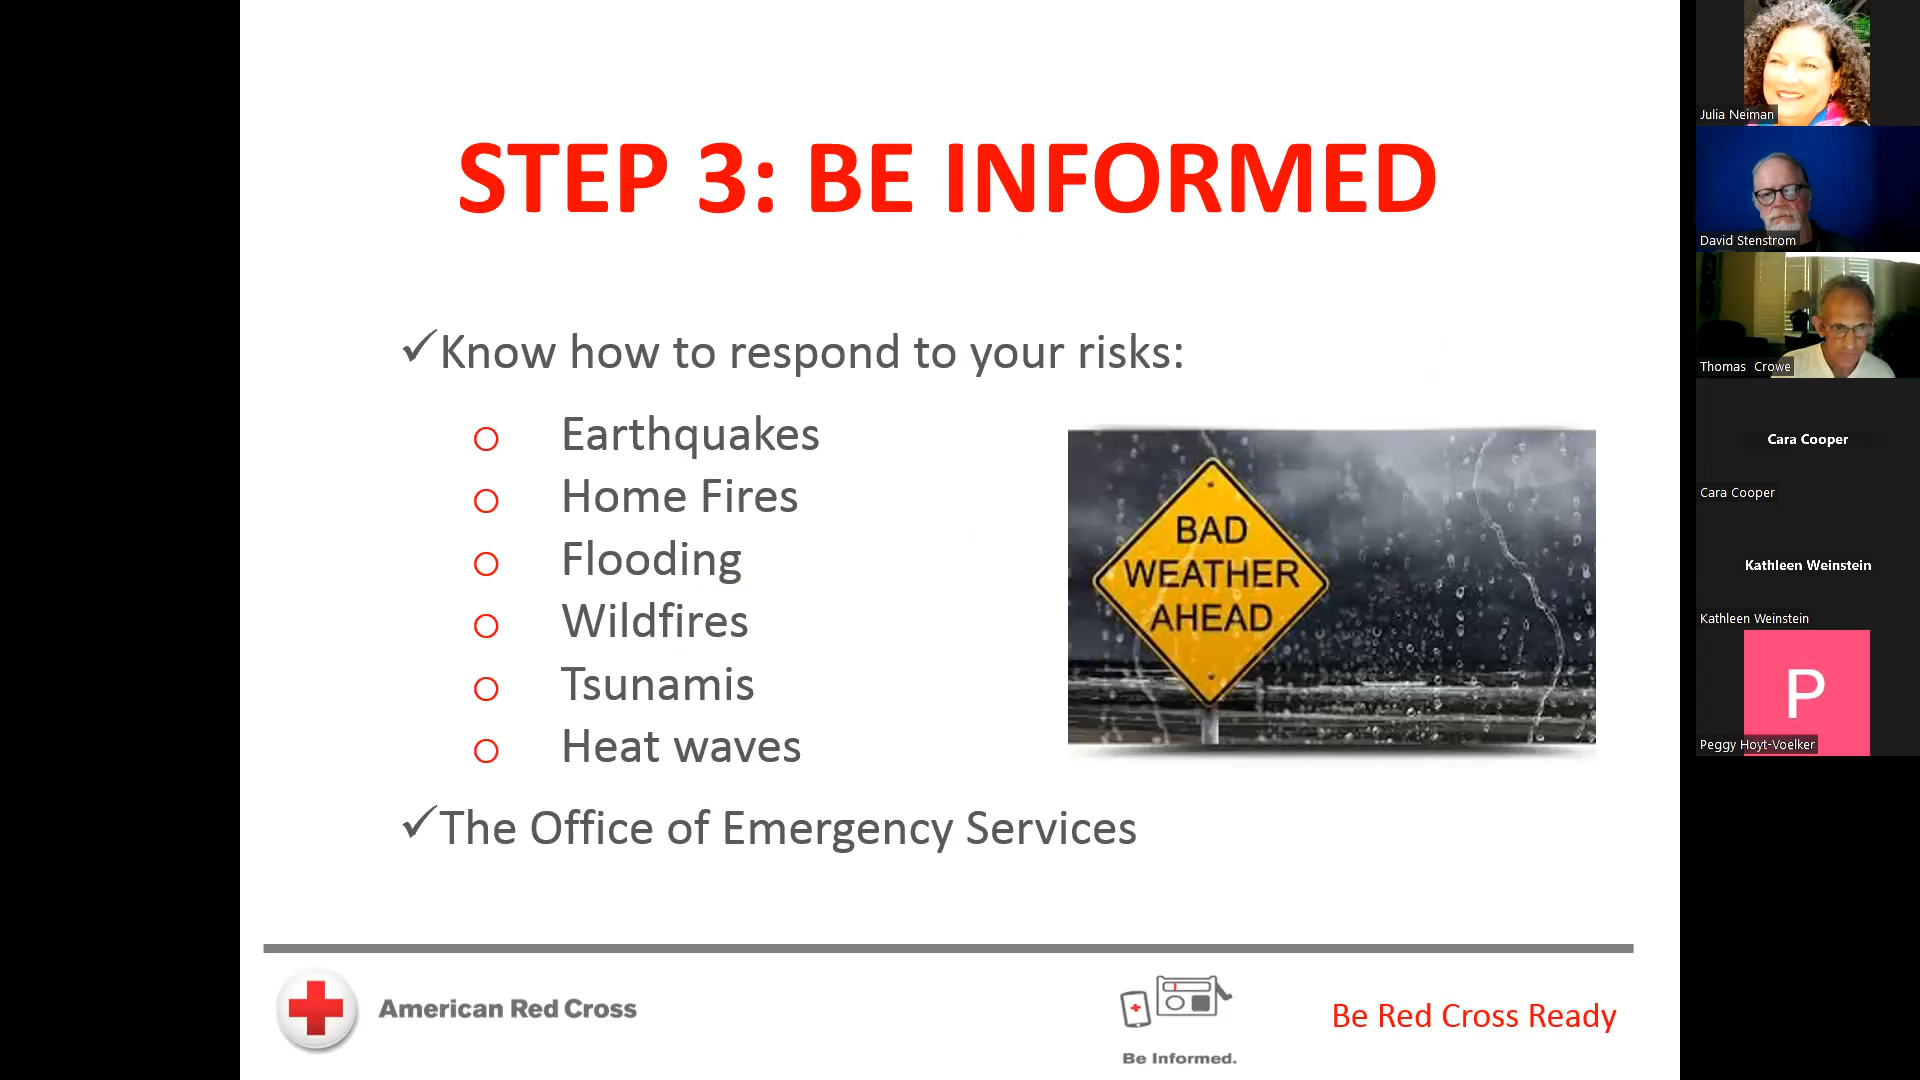 STEP 3: BE INFORMED
✓Know how to respond to your risks:
o Earthquakes
o Home Fires
o Flooding
o Wildfires
o Tsunamis
o Heat waves
✓The Office of Emergency Services
BAD
WEATHER
AHEAD
American Red Cross
Be Informed.
Be Red Cross Ready
Julia Neiman
David Stenstrom
Thomas Crowe
Cara Cooper
Cara Cooper
Kathleen Weinstein
Kathleen Weinstein
P
Peggy Hoyt-Voelker